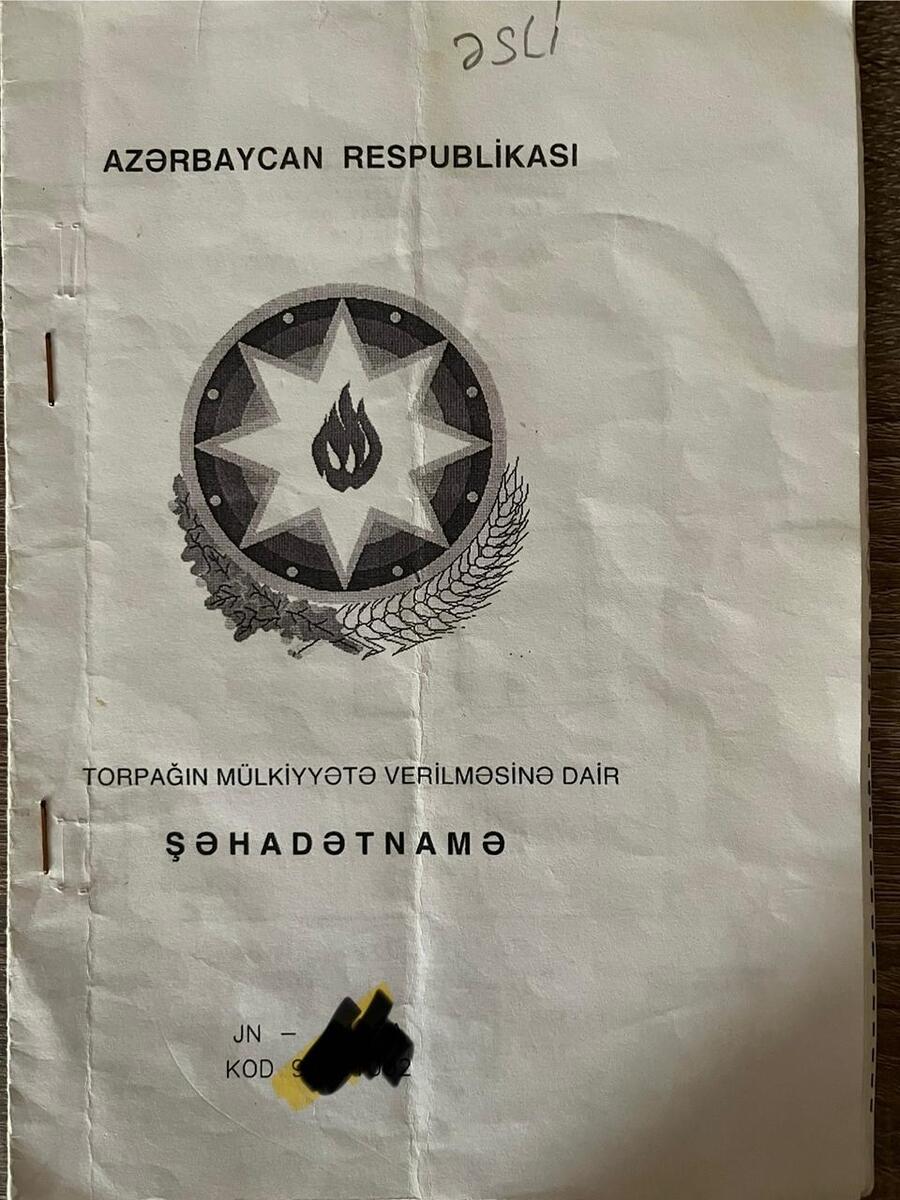 əsli
AZƏRBAYCAN RESPUBLİKASI
TORPAĞIN MÜLKİYYƏTƏ VERİLMƏSİNƏ DAİR
ŞƏHADƏTNAMƏ
JN –
KOD